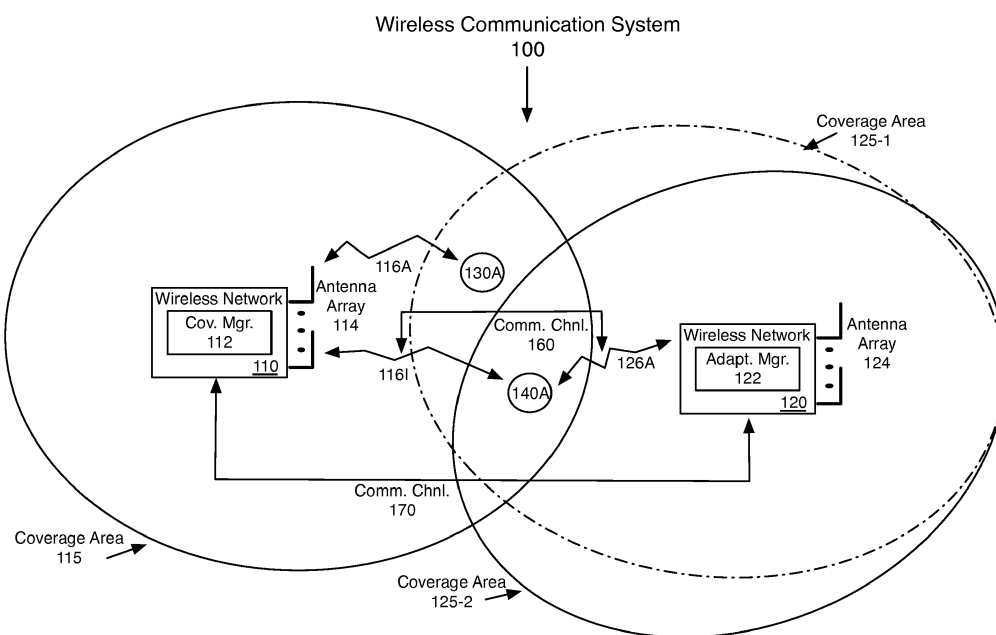 Wireless Communication System
100
Coverage Area
125-1
116A
130A
Antenna
Array
114
Wireless Network
Cov. Mgr.
112
110
Comm. Chnl.
160
Wireless Network
Adapt. Mgr.
122
120
Antenna
Array
124
116I
126A
140A
Comm. Chnl.
170
Coverage Area
115
Coverage Area
125-2